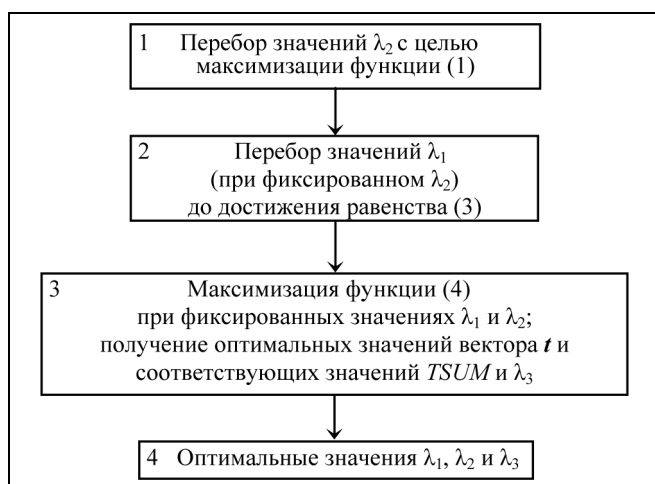 1 Перебор значений λ₂ с целью
максимизации функции (1)
2 Перебор значений λ₁
(при фиксированном λ₂)
до достижения равенства (3)
3 Максимизация функции (4)
при фиксированных значениях λ₁ и λ₂;
получение оптимальных значений вектора t и
соответствующих значений TSUM и λ₃
4 Оптимальные значения λ₁, λ₂ и λ₃